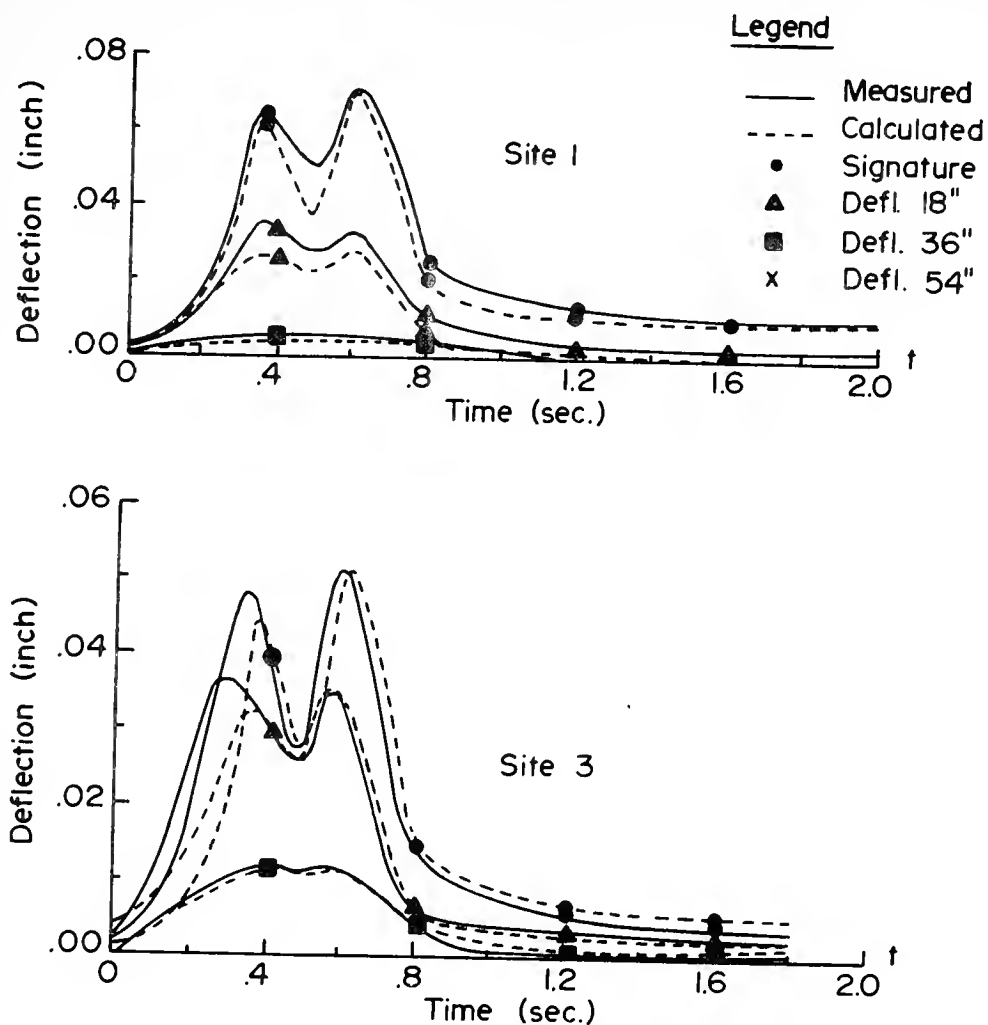 Legend
Measured
Calculated
Signature
Defl. 18"
Defl. 36"
x Defl. 54"
Site 1
Deflection (inch)
.08
.04
.00
0 .4 .8 1.2 1.6 2.0 t
Time (sec.)
Site 3
Deflection (inch)
.06
.04
.02
.00
0 .4 .8 1.2 1.6 2.0 t
Time (sec.)